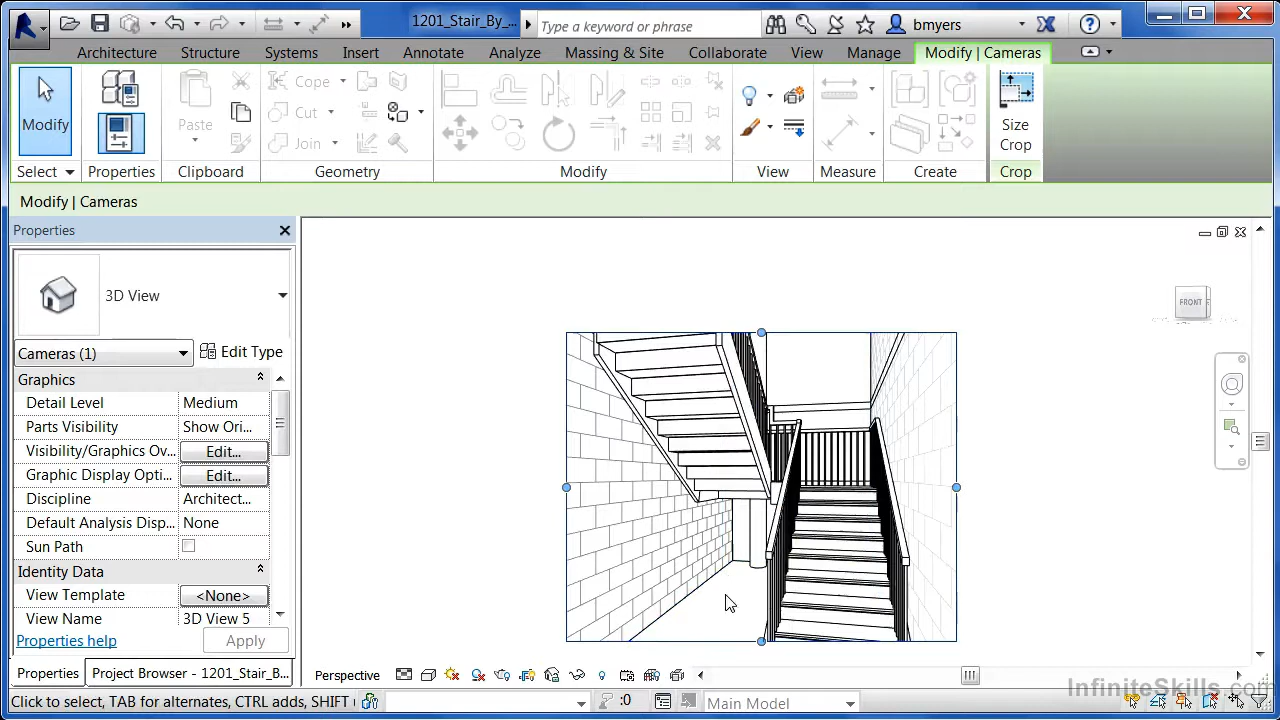 1201_Stair_By_...
Type a keyword or phrase
bmyers
Architecture Structure Systems Insert Annotate Analyze Massing & Site Collaborate View Manage Modify | Cameras
Modify
Paste
Cope
Cut
Join
Size
Crop
Select Properties Clipboard Geometry Modify View Measure Create Crop
Modify | Cameras
Properties
3D View
Cameras (1) Edit Type
Graphics
Detail Level Medium
Parts Visibility Show Ori...
Visibility/Graphics Ov... Edit...
Graphic Display Opti... Edit...
Discipline Architect...
Default Analysis Disp... None
Sun Path
Identity Data
View Template <None>
View Name 3D View 5
Properties help Apply
Properties Project Browser - 1201_Stair_B...
FRONT
Perspective
Click to select, TAB for alternates, CTRL adds, SHIFT
:0
Main Model
InfiniteSkills.com